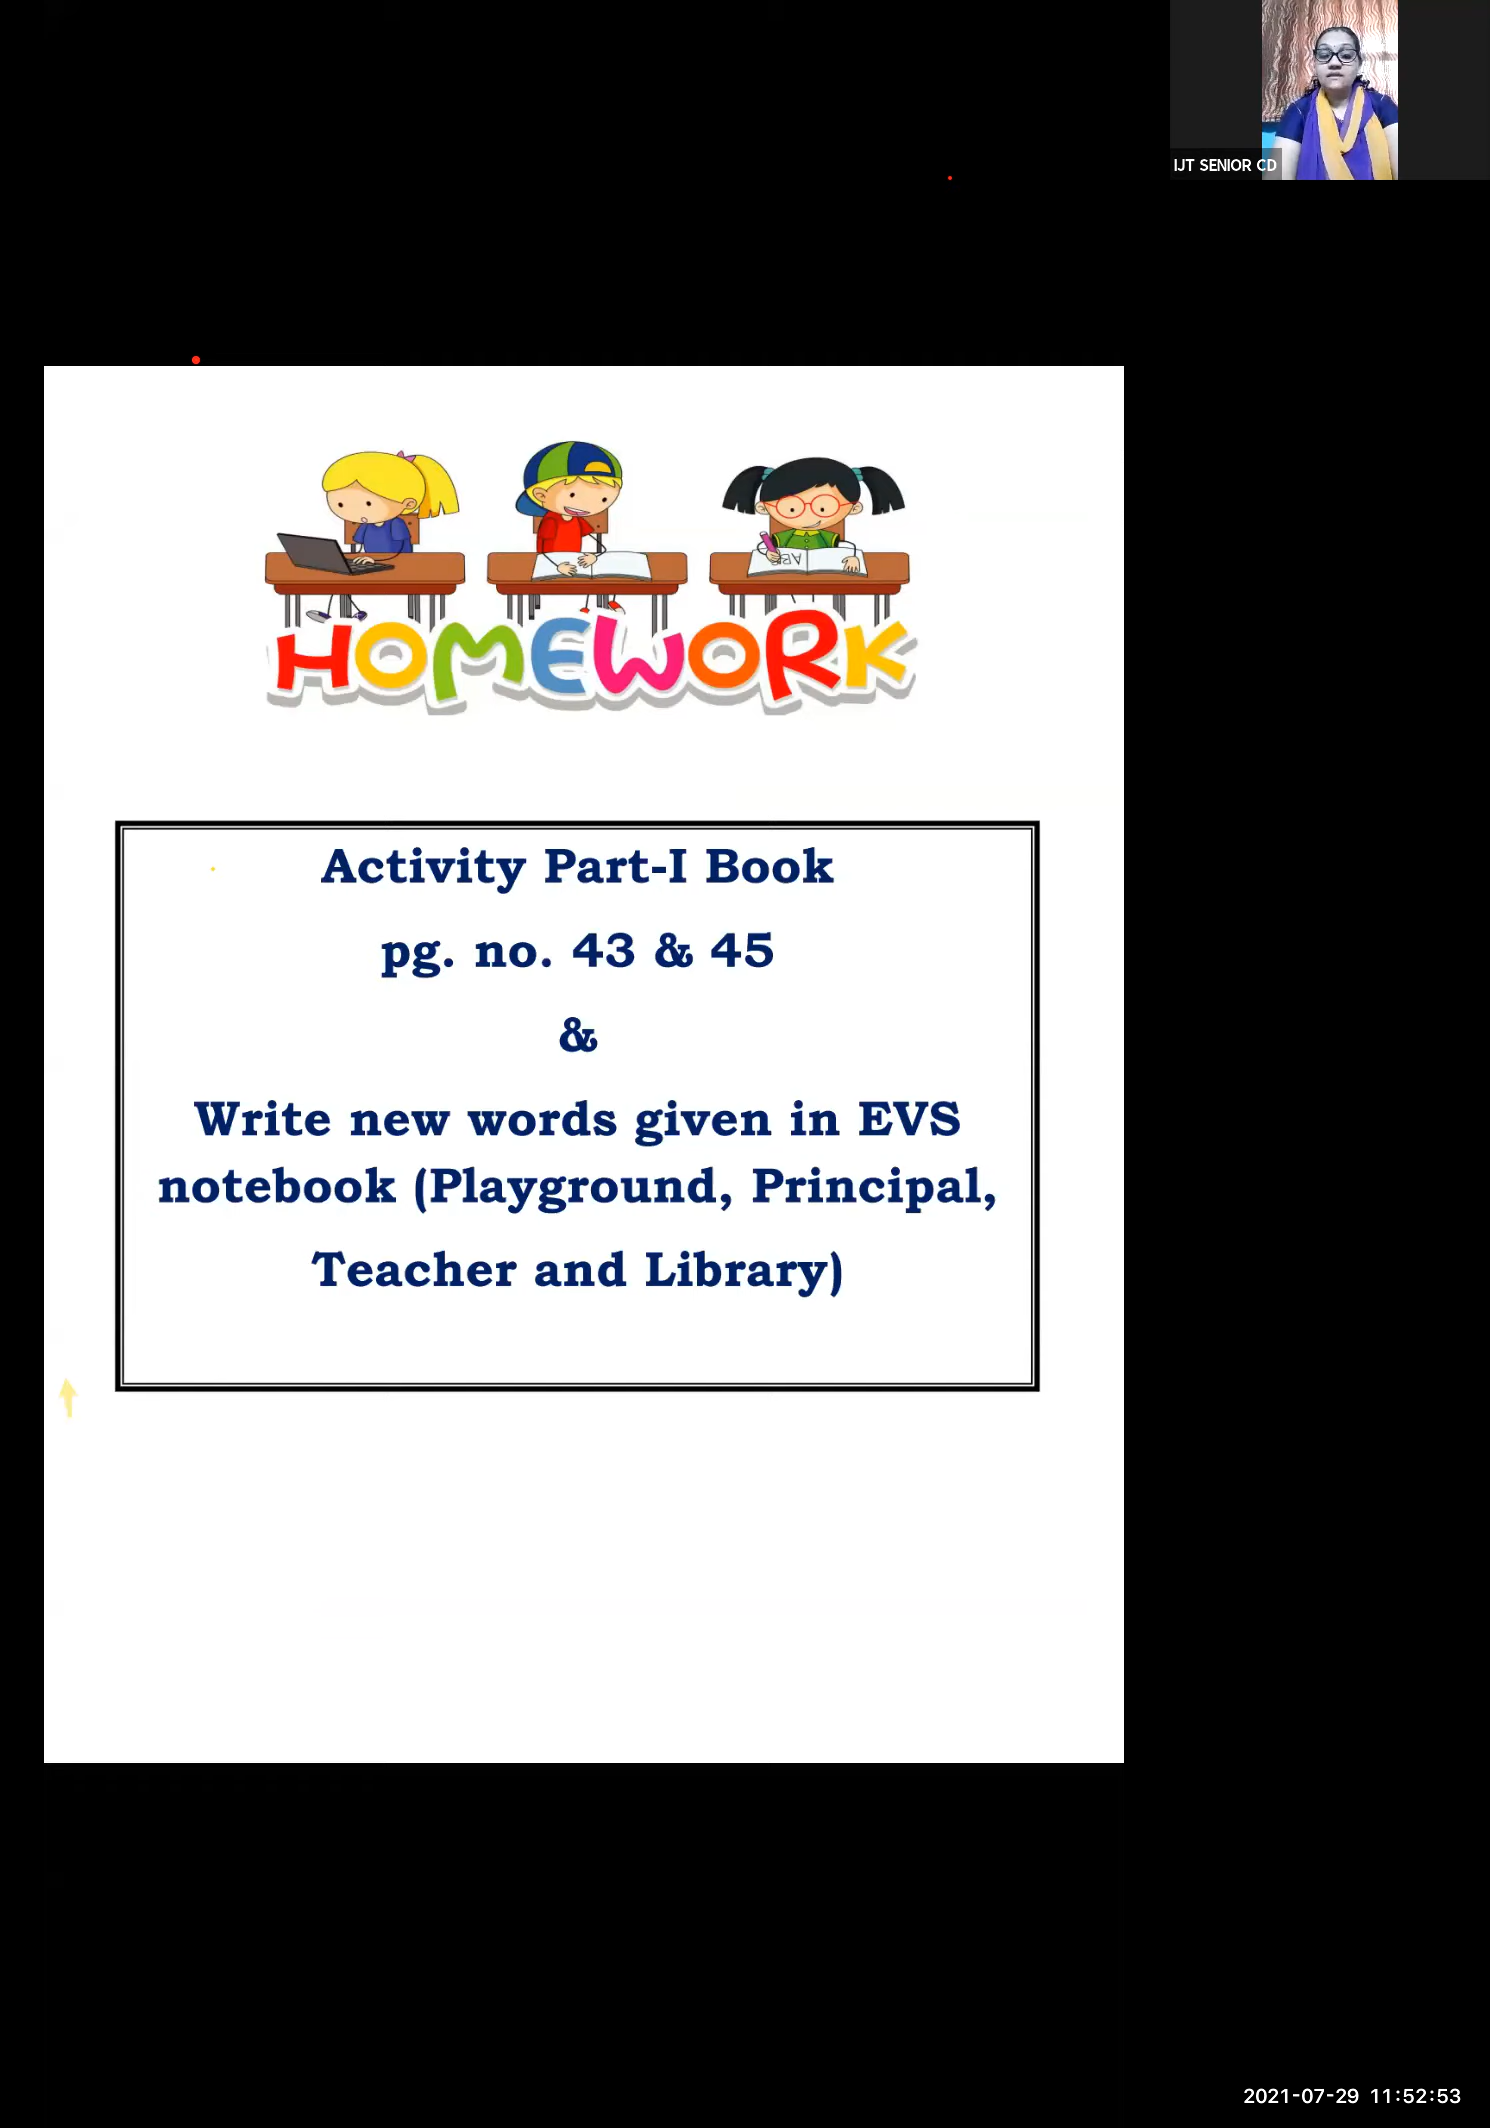 IJT SENIOR CD
HOMEWORK
Activity Part-I Book
pg. no. 43 & 45
&
Write new words given in EVS
notebook (Playground, Principal,
Teacher and Library)
2021-07-29 11:52:53